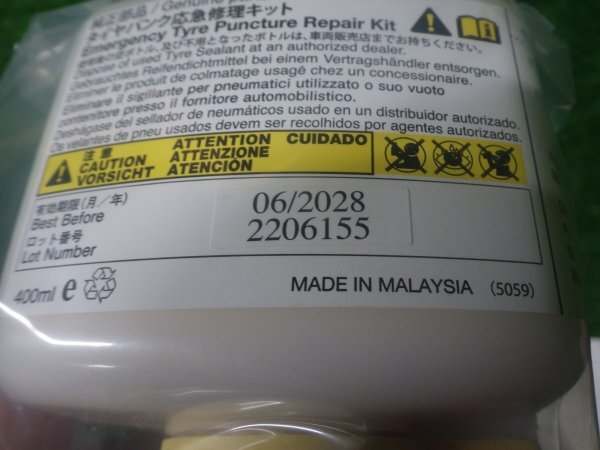 純正部品/Genuine
タイヤパンク応急修理キット
Emergency Tyre Puncture Repair Kit
使用済みボトル、及び不用となったボトルは、車両販売店までお持ちください。
Dispose of used Tyre Sealant at an authorized dealer.
Gebrauchtes Reifendichtmittel bei einem Vertragshändler entsorgen.
Eliminer le produit de colmatage usagé chez un concessionaire.
Eliminare il sigillante per pneumatici utilizzato o suo vuoto
contenitore presso il fornitore automobilistico.
Deshágase del sellador de neumáticos usado en un distribuidor autorizado.
Os velantes de pneu usados devem ser recolhidos por agentes autorizados.
注意 ATTENTION CUIDADO
CAUTION ATTENZIONE
VORSICHT ATENCIÓN
有効期限(月/年)
Best Before
06/2028
ロット番号
Lot Number
2206155
400ml e
MADE IN MALAYSIA (5059)